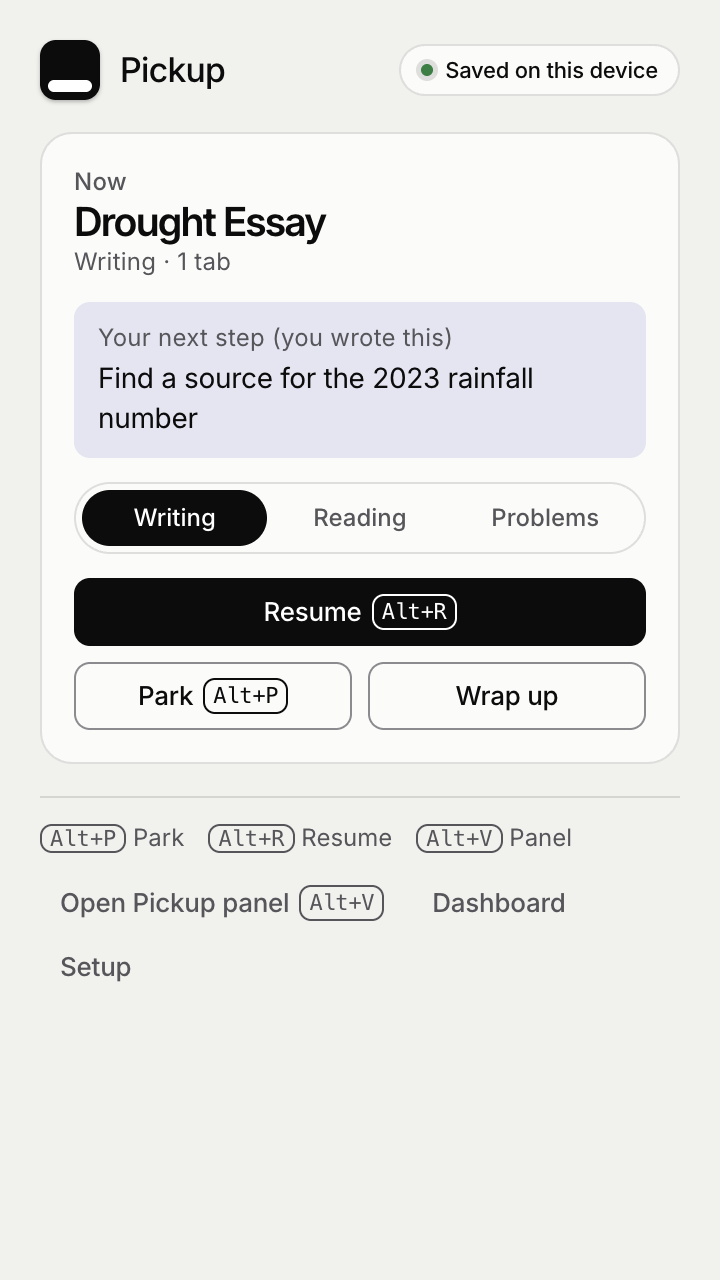 Pickup
Saved on this device
Now
Drought Essay
Writing · 1 tab
Your next step (you wrote this)
Find a source for the 2023 rainfall
number
Writing Reading Problems
Resume Alt+R
Park Alt+P Wrap up
Alt+P Park Alt+R Resume Alt+V Panel
Open Pickup panel Alt+V Dashboard
Setup